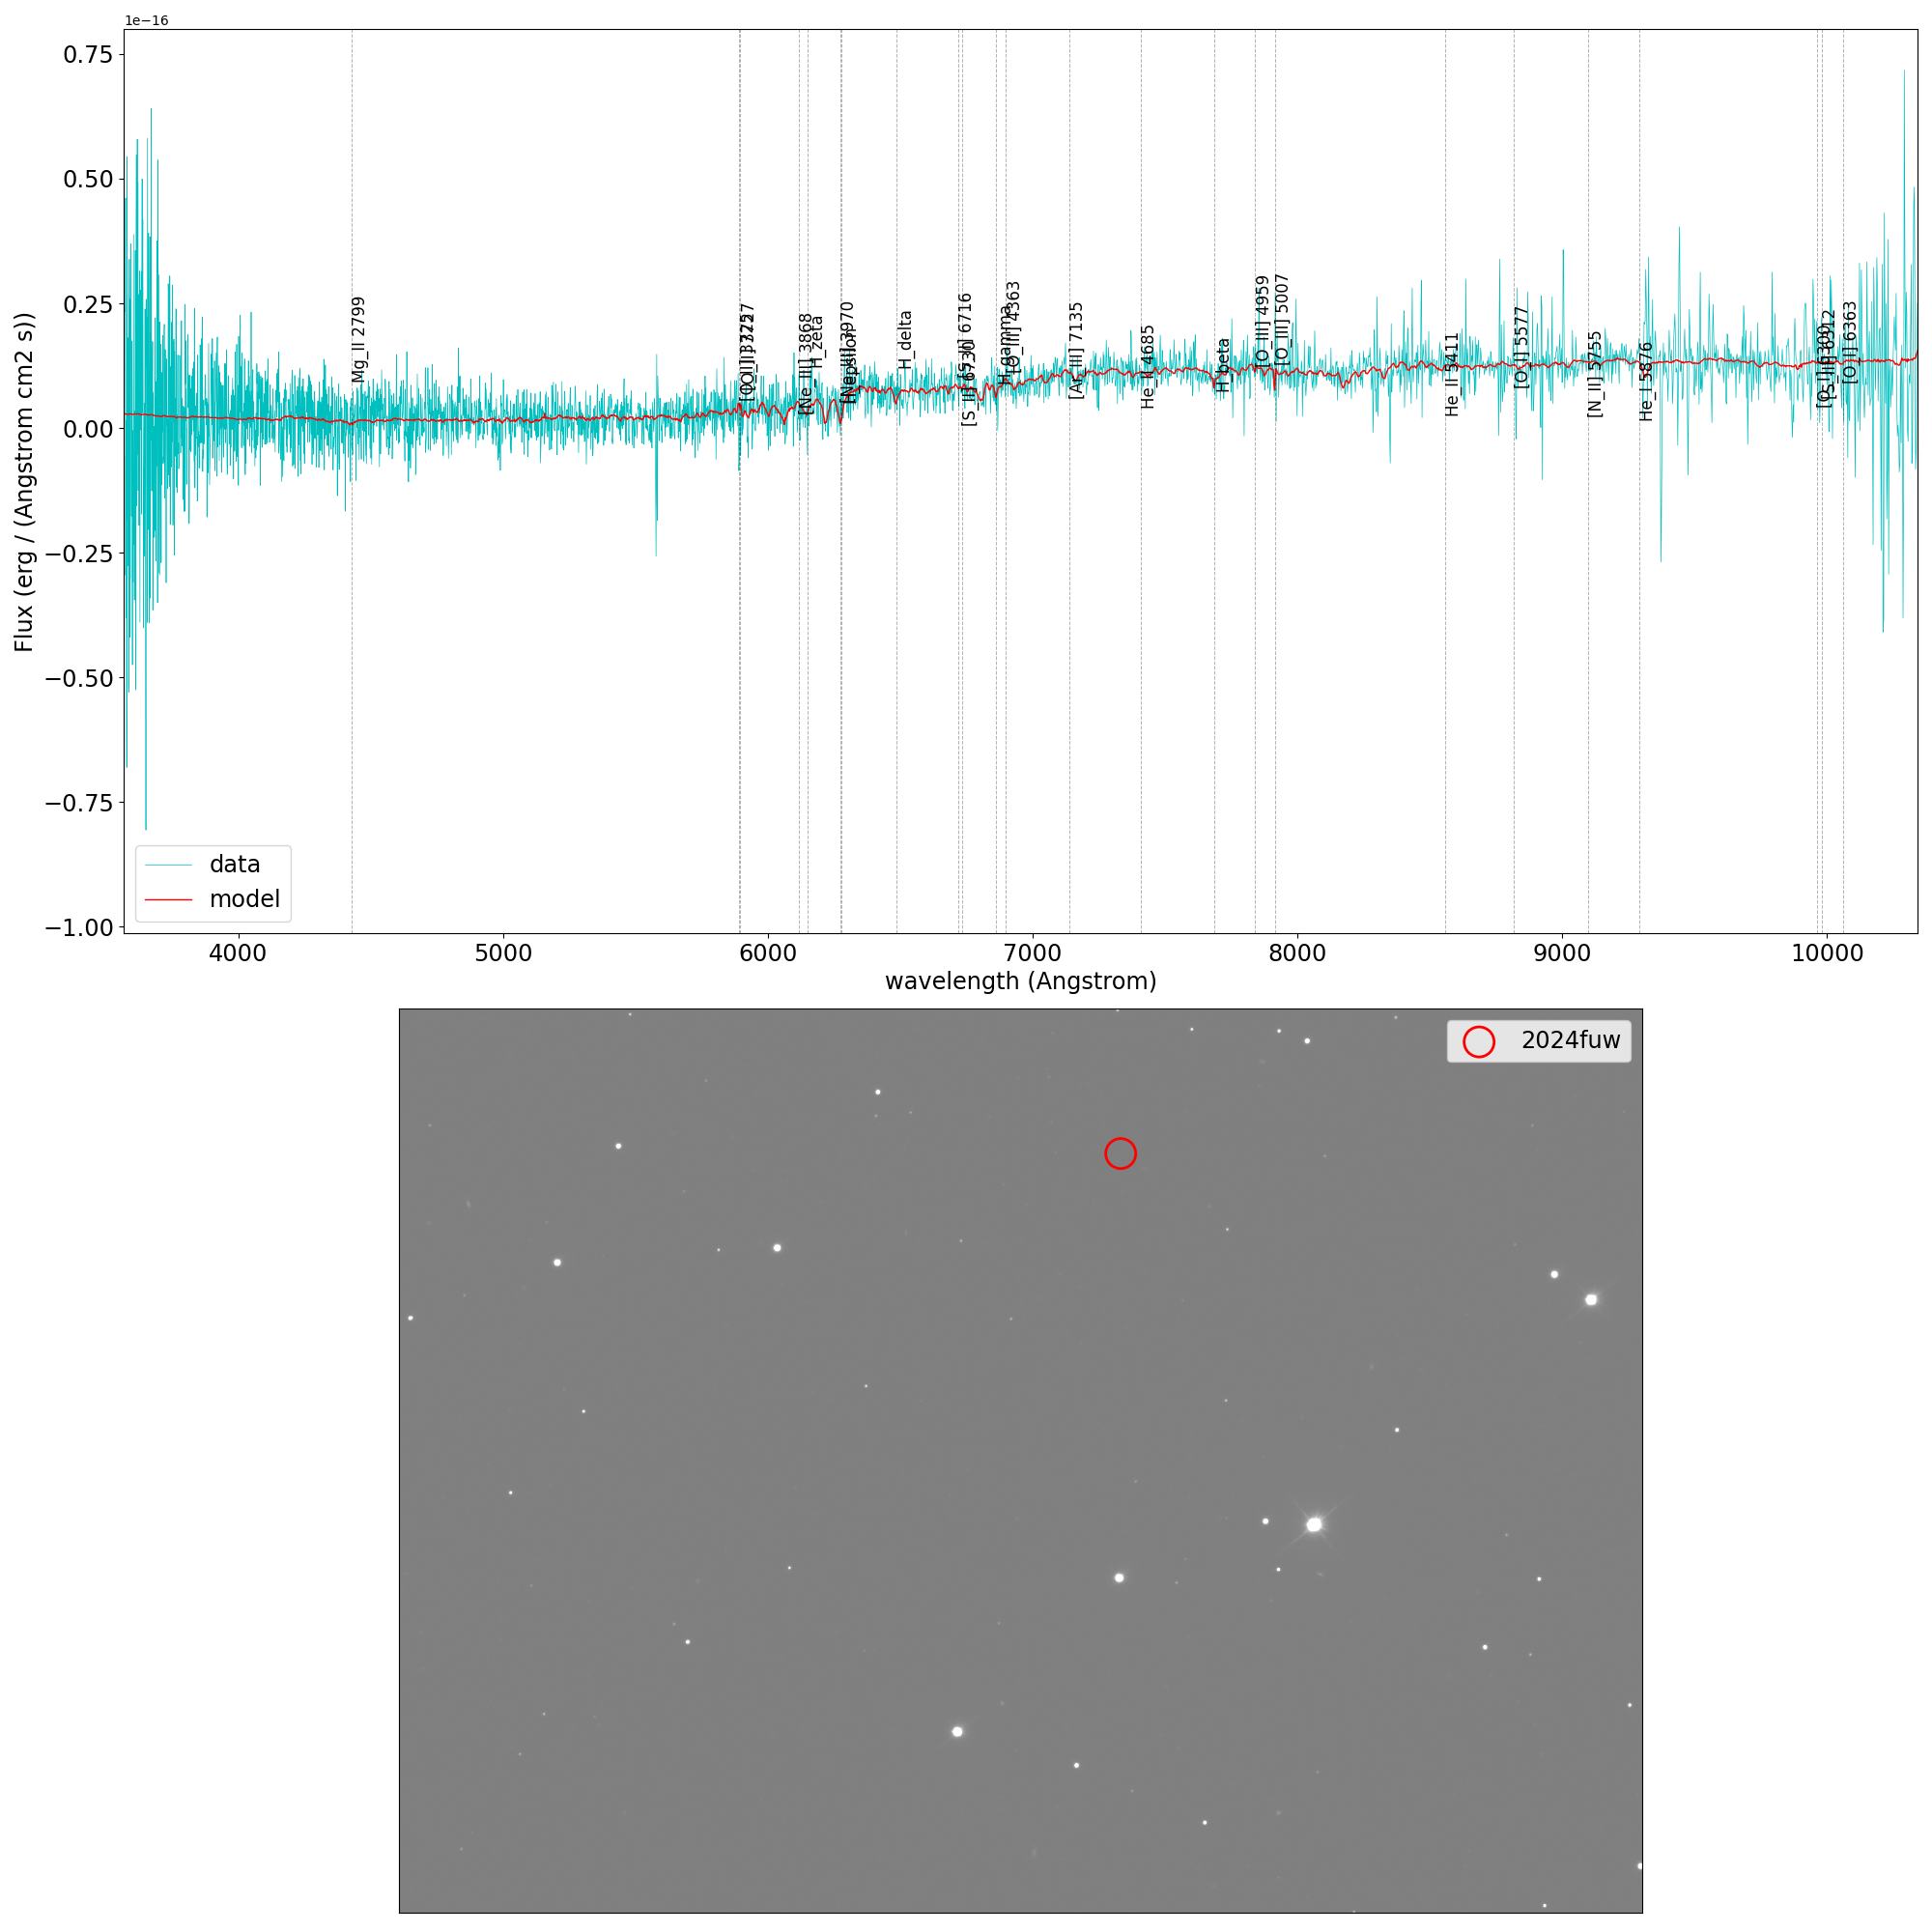 1e−16
0.75
0.50
0.25
0.00
−0.25
−0.50
−0.75
−1.00
Flux (erg / (Angstrom cm2 s))
Mg_II 2799
[Ne_III] 3868
H_zeta
H_delta
[S_II] 6716
[S_II] 6730
H_gamma
[O_III] 4363
[Ar_III] 7135
He_II 4685
H_beta
[O_III] 4959
[O_III] 5007
He_II 5411
[O_I] 5577
[N_II] 5755
He_I 5876
[O_I] 6363
data
model
4000
5000
6000
7000
8000
9000
10000
wavelength (Angstrom)
2024fuw